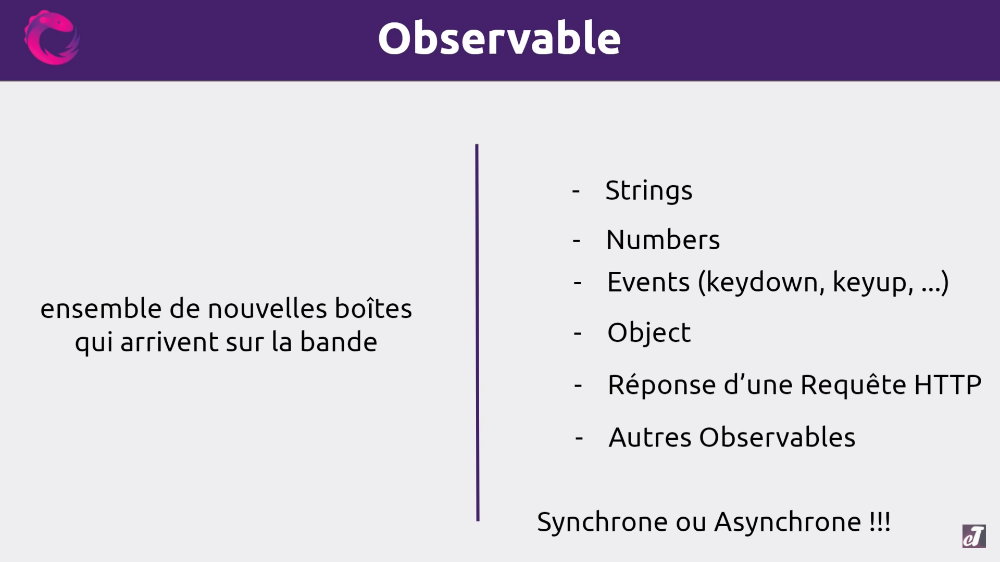 Observable
ensemble de nouvelles boîtes
qui arrivent sur la bande
- Strings
- Numbers
- Events (keydown, keyup, ...)
- Object
- Réponse d’une Requête HTTP
- Autres Observables
Synchrone ou Asynchrone !!!
cT